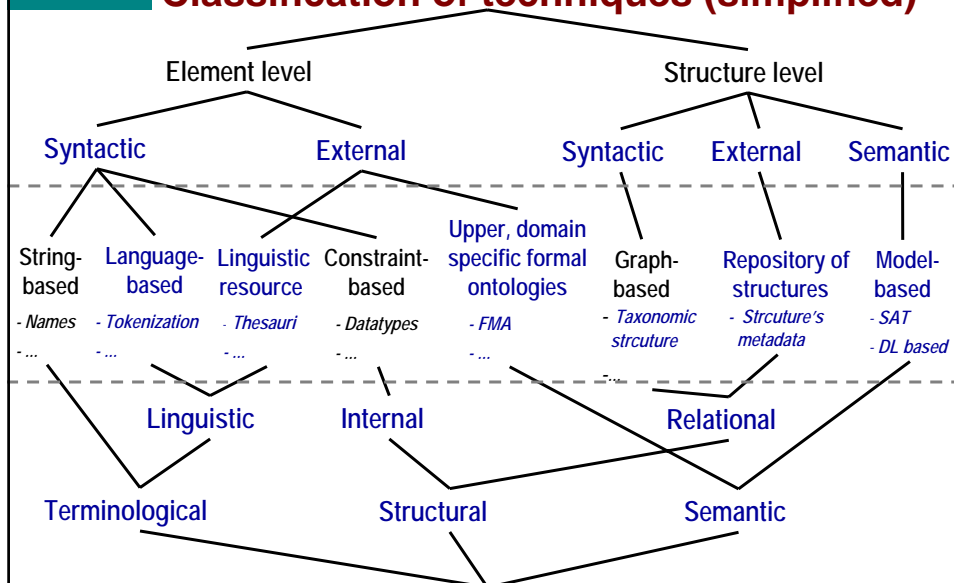 Classification of techniques (simplified)
Element level
Structure level
Syntactic
External
Syntactic
External
Semantic
String-
based
- Names
- ...
Language-
based
- Tokenization
- ...
Linguistic
resource
- Thesauri
- ...
Constraint-
based
- Datatypes
- ...
Upper, domain
specific formal
ontologies
- FMA
- ...
Graph-
based
- Taxonomic
strcuture
-...
Repository of
structures
- Strcuture's
metadata
Model-
based
- SAT
- DL based
Linguistic
Internal
Relational
Terminological
Structural
Semantic